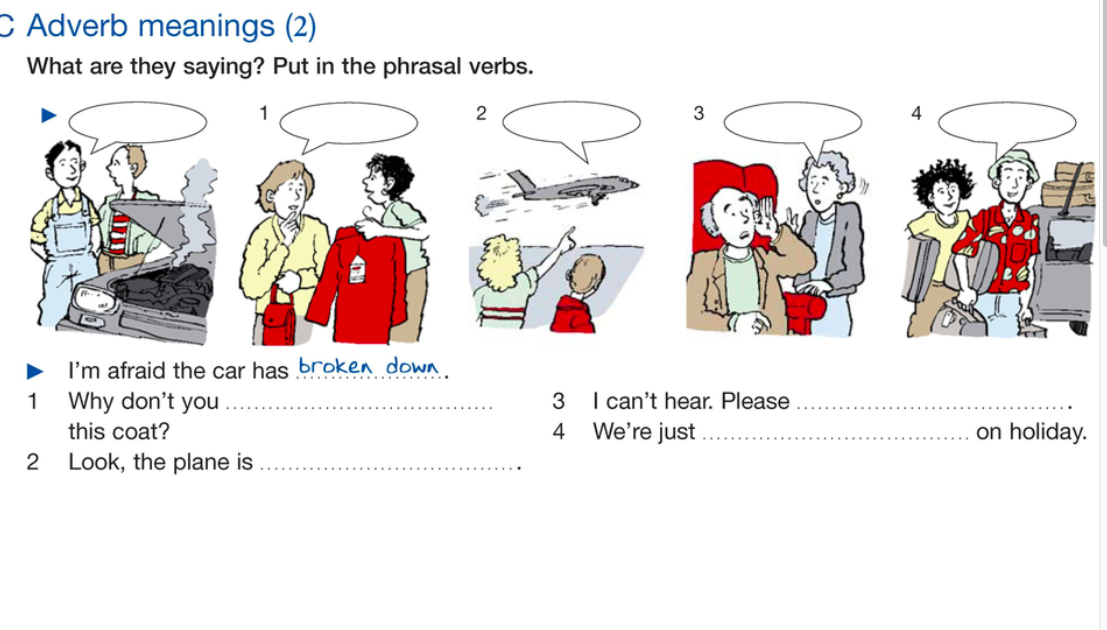 C Adverb meanings (2)
What are they saying? Put in the phrasal verbs.
▶ 1 2 3 4
▶ I'm afraid the car has broken down.
1 Why don't you ........................................
this coat?
2 Look, the plane is ...................................... .
3 I can't hear. Please ........................................ .
4 We're just ........................................ on holiday.